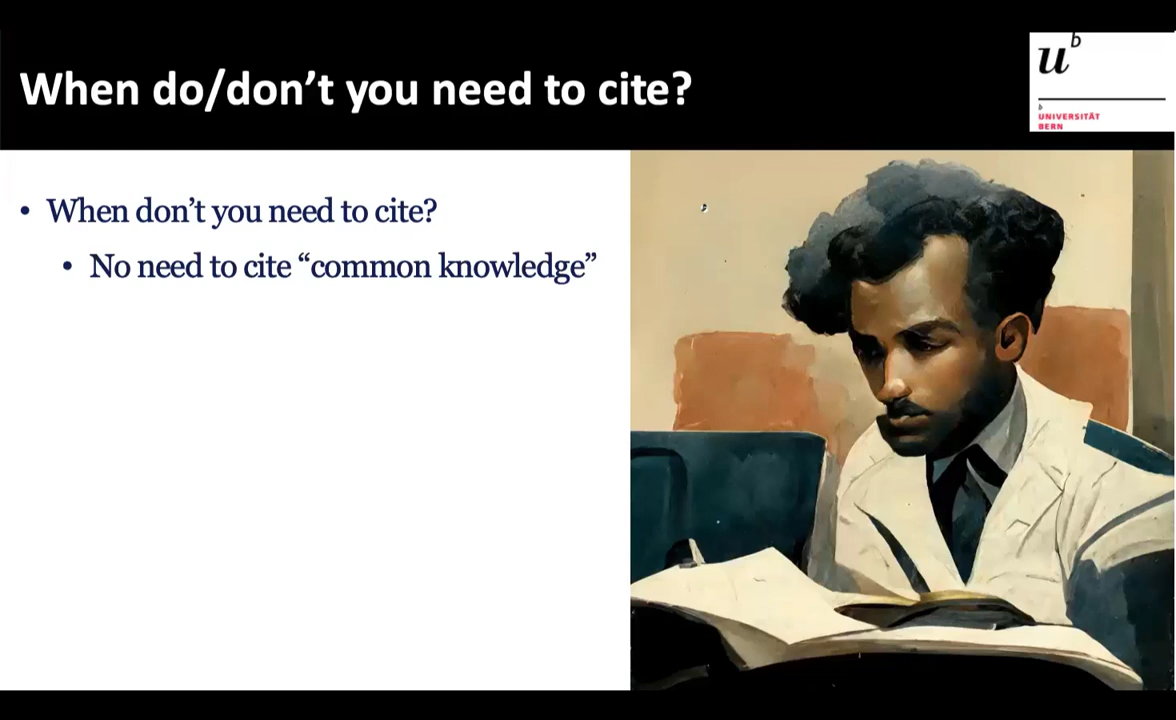 When do/don’t you need to cite?
u
b
b
UNIVERSITÄT
BERN
• When don’t you need to cite?
• No need to cite “common knowledge”